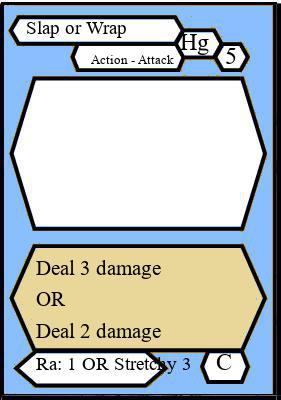 Slap or Wrap
Hg
Action - Attack
5
Deal 3 damage
OR
Deal 2 damage
Ra: 1 OR Stretchy 3
C